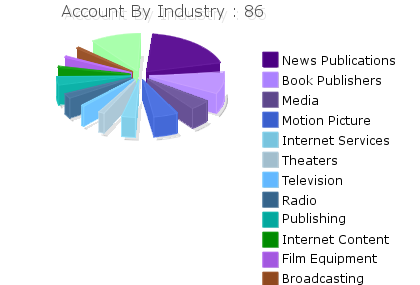 Account By Industry : 86
News Publications
Book Publishers
Media
Motion Picture
Internet Services
Theaters
Television
Radio
Publishing
Internet Content
Film Equipment
Broadcasting